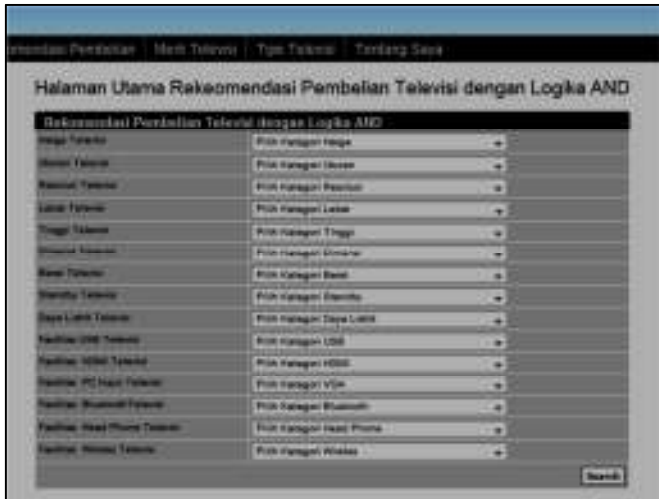 Pembelian Merk Televisi Tipe Televisi Tentang Saya
Halaman Utama Rekeomendasi Pembelian Televisi dengan Logika AND
Rekomendasi Pembelian Televisi dengan Logika AND
Harga Televisi Pilih Kategori Harga
Ukuran Televisi Pilih Kategori Ukuran
Resolusi Televisi Pilih Kategori Resolusi
Lebar Televisi Pilih Kategori Lebar
Tinggi Televisi Pilih Kategori Tinggi
Televisi Pilih Kategori
Berat Televisi Pilih Kategori Berat
Standby Televisi Pilih Kategori Standby
Daya Listrik Televisi Pilih Kategori Daya Listrik
Fasilitas USB Televisi Pilih Kategori USB
Fasilitas HDMI Televisi Pilih Kategori HDMI
Fasilitas PC Input Televisi Pilih Kategori VGA
Fasilitas Bluetooth Televisi Pilih Kategori Bluetooth
Fasilitas Head Phone Televisi Pilih Kategori Head Phone
Fasilitas Wireless Televisi Pilih Kategori Wireless
Search